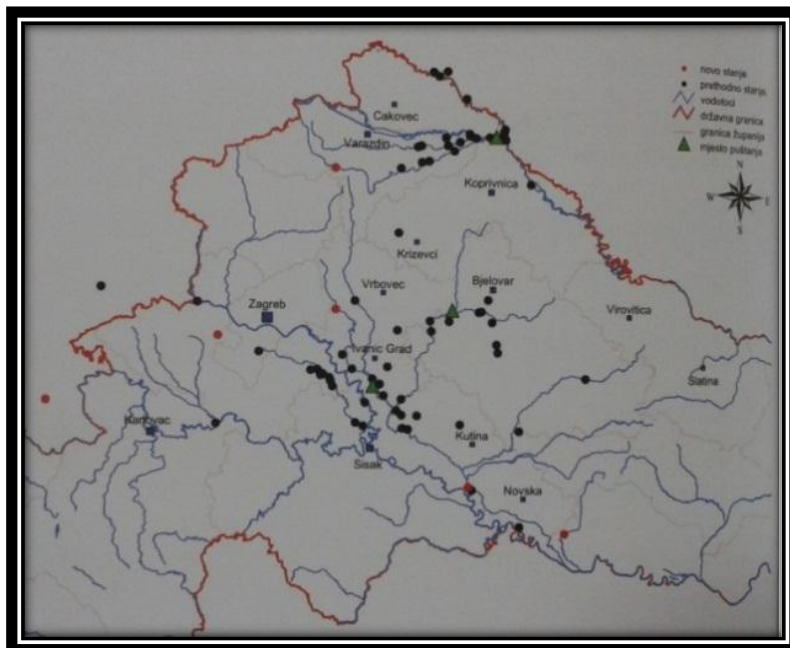 novo stanje
prethodno stanje
vodotoci
državna granica
granica županija
mjesto puštanja
N
W
E
S
Cakovec
Varazdin
Koprivnica
Krizevci
Vrbovec
Bjelovar
Zagreb
Virovitica
Ivanic Grad
Slatina
Karlovac
Kutina
Sisak
Novska